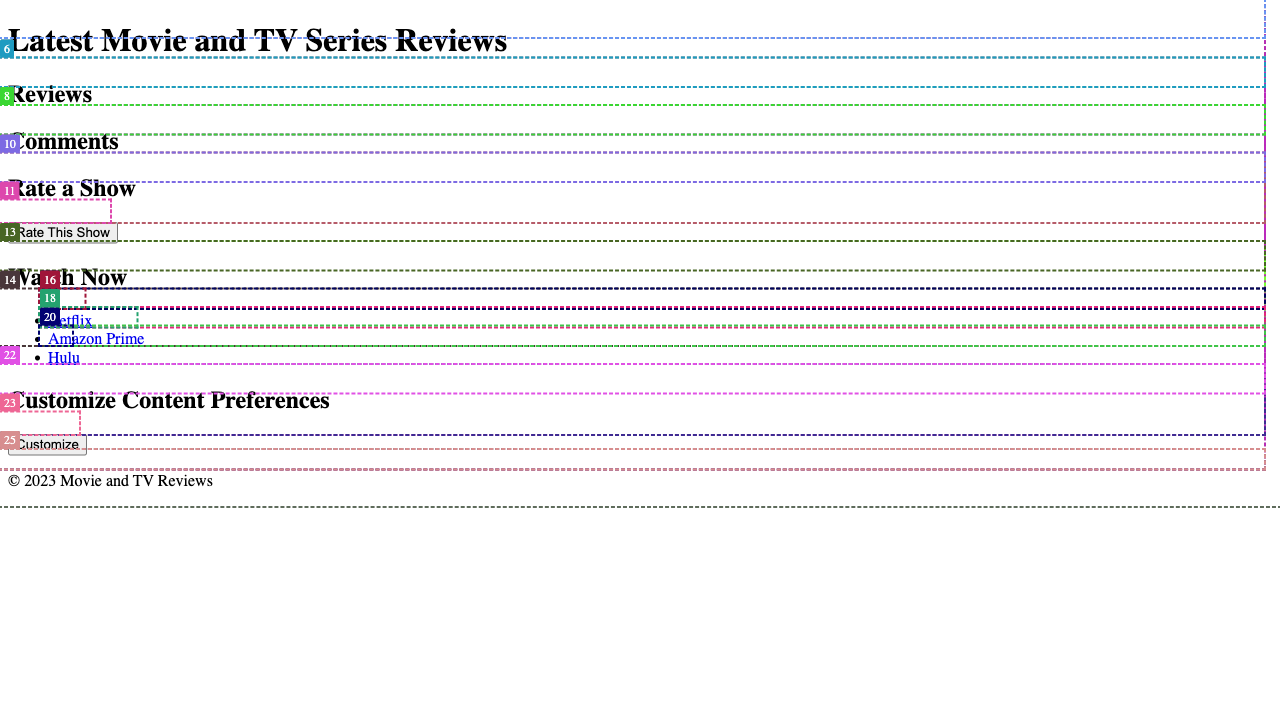 Latest Movie and TV Series Reviews
6
Reviews
8
Comments
10
Rate a Show
11
Rate This Show
13
Watch Now
14
16
18
Netflix
20
Amazon Prime
Hulu
22
Customize Content Preferences
23
Customize
25
© 2023 Movie and TV Reviews